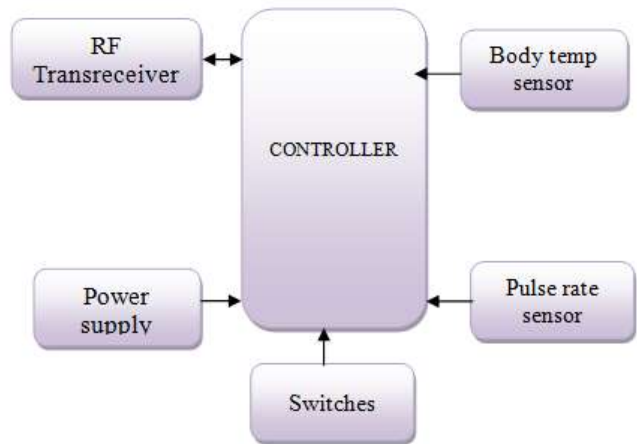 RF
Transreceiver
Body temp
sensor
CONTROLLER
Power
supply
Pulse rate
sensor
Switches